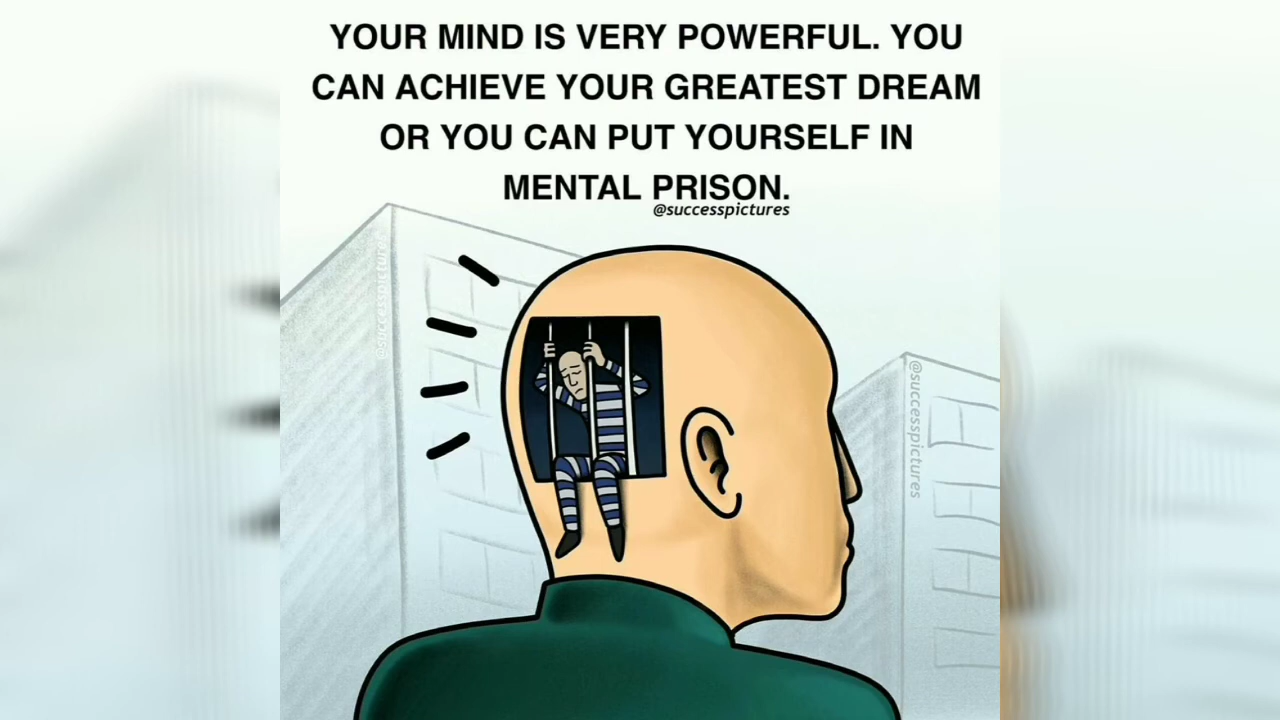 YOUR MIND IS VERY POWERFUL. YOU
CAN ACHIEVE YOUR GREATEST DREAM
OR YOU CAN PUT YOURSELF IN
MENTAL PRISON.
@successpictures
@successpictures
@successpictures